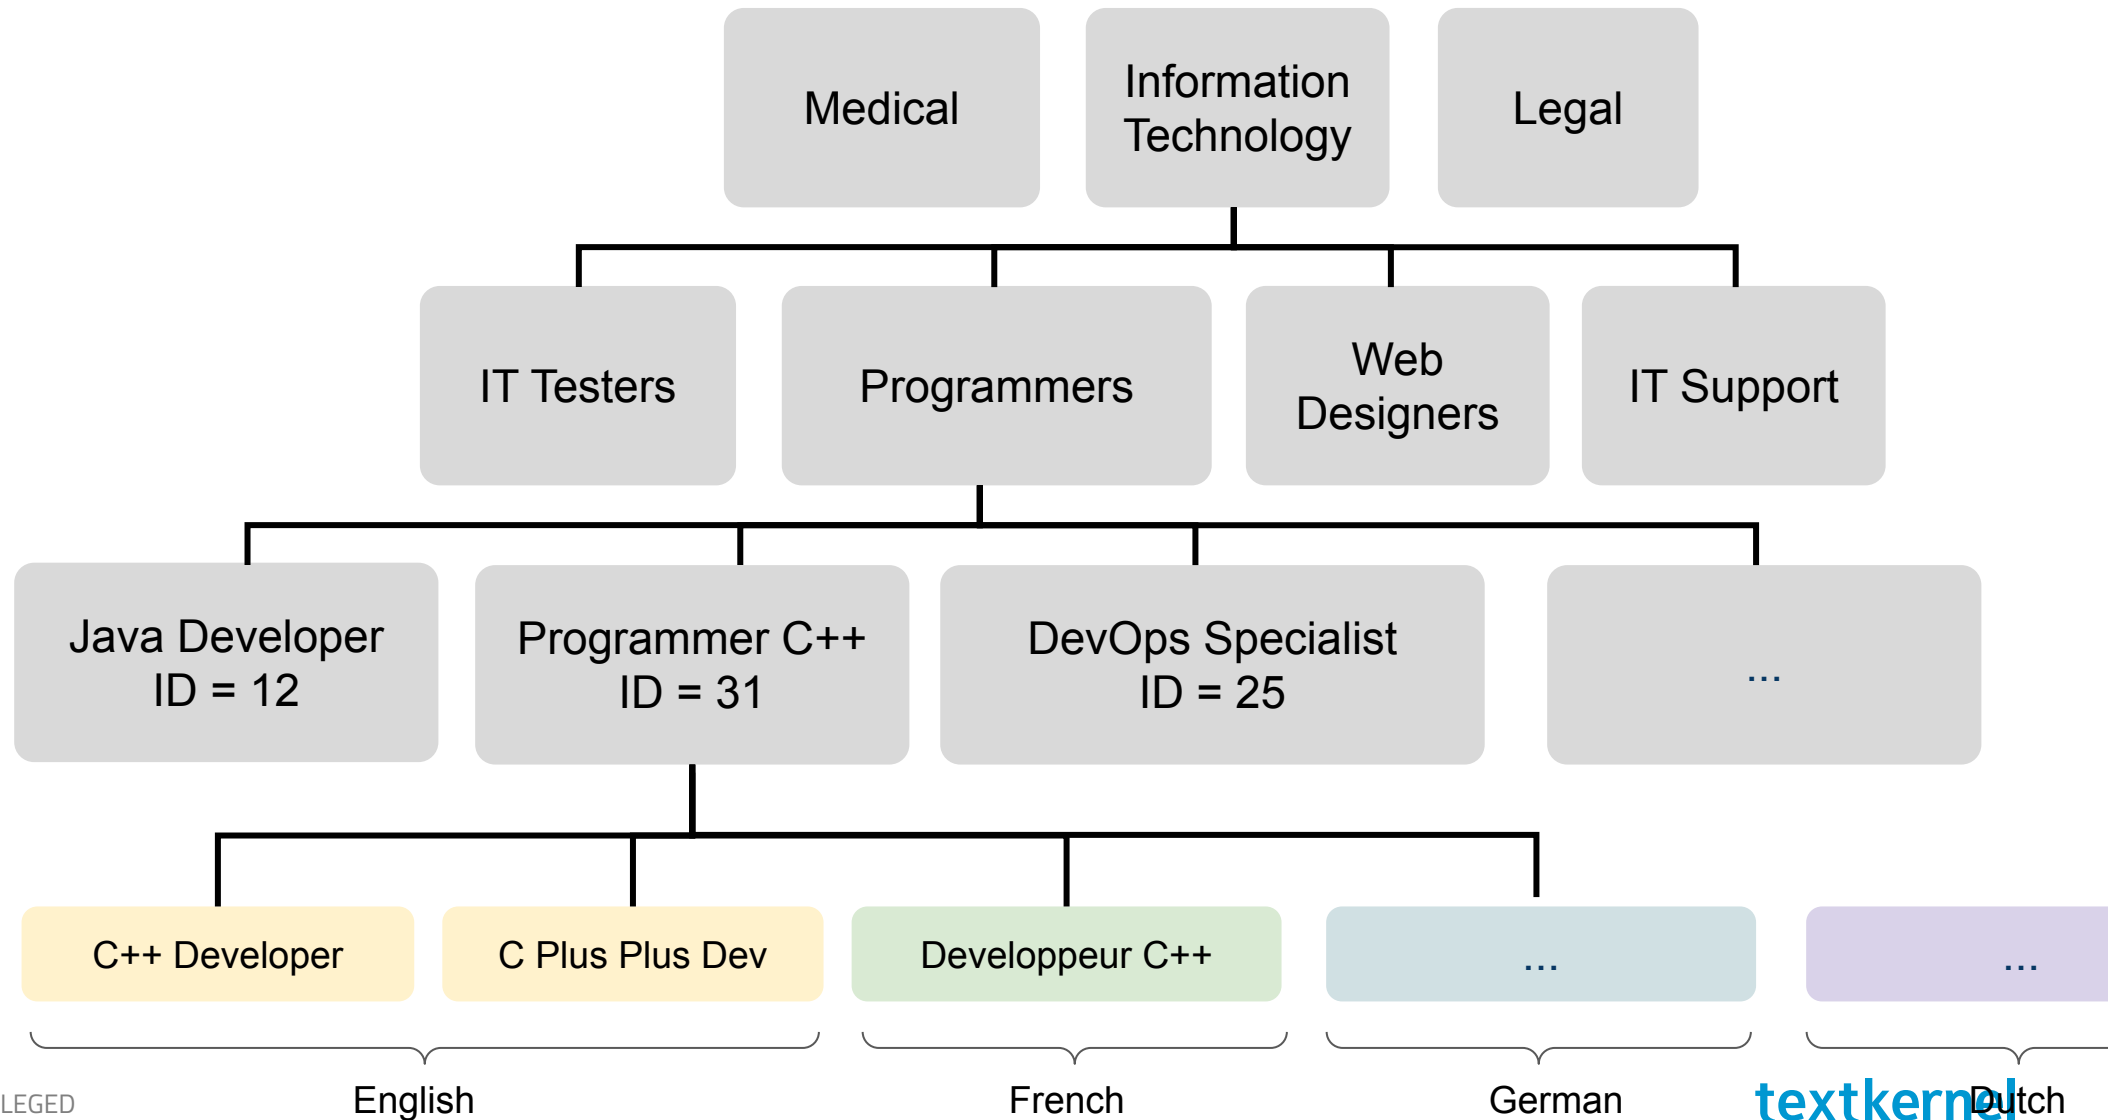 Medical
Information
Technology
Legal
IT Testers
Programmers
Web
Designers
IT Support
Java Developer
ID = 12
Programmer C++
ID = 31
DevOps Specialist
ID = 25
...
C++ Developer
C Plus Plus Dev
Developpeur C++
...
...
English
French
German
Dutch
LEGED
textkernel